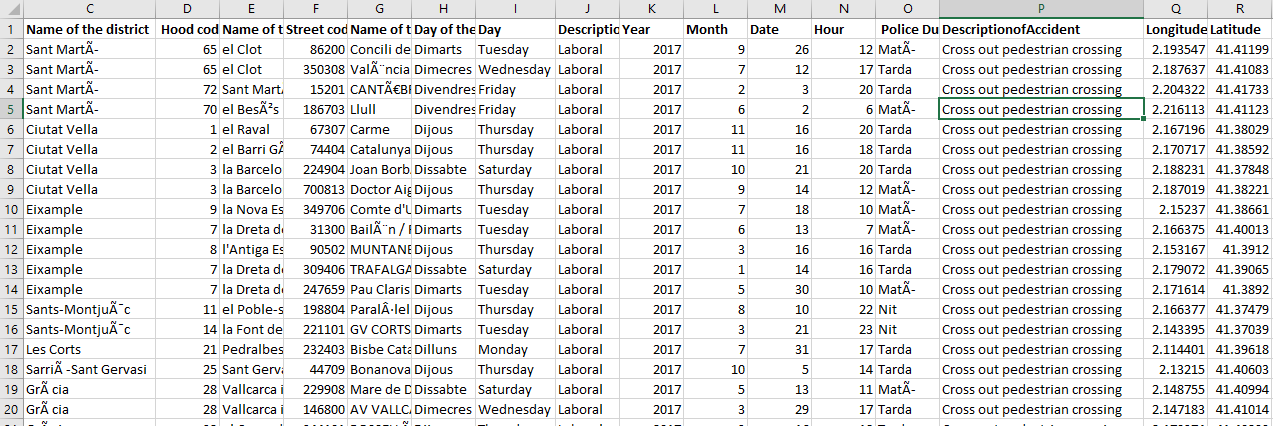 C D E F G H I J K L M N O P Q R
1 Name of the district Hood cod Name of t Street cod Name of t Day of the Day Descriptic Year Month Date Hour Police Du DescriptionofAccident Longitude Latitude
2 Sant MartÃ- 65 el Clot 86200 Concili de Dimarts Tuesday Laboral 2017 9 26 12 MatÃ- Cross out pedestrian crossing 2.193547 41.41199
3 Sant MartÃ- 65 el Clot 350308 ValÃ¨ncia Dimecres Wednesday Laboral 2017 7 12 17 Tarda Cross out pedestrian crossing 2.187637 41.41083
4 Sant MartÃ- 72 Sant Mart 15201 CANTÃ€BR Divendres Friday Laboral 2017 2 3 20 Tarda Cross out pedestrian crossing 2.204322 41.41733
5 Sant MartÃ- 70 el BesÃ²s 186703 Llull Divendres Friday Laboral 2017 6 2 6 MatÃ- Cross out pedestrian crossing 2.216113 41.41123
6 Ciutat Vella 1 el Raval 67307 Carme Dijous Thursday Laboral 2017 11 16 20 Tarda Cross out pedestrian crossing 2.167196 41.38029
7 Ciutat Vella 2 el Barri GÃ 74404 Catalunya Dijous Thursday Laboral 2017 11 16 18 Tarda Cross out pedestrian crossing 2.170717 41.38592
8 Ciutat Vella 3 la Barcelo 224904 Joan Borb Dissabte Saturday Laboral 2017 10 21 20 Tarda Cross out pedestrian crossing 2.188231 41.37848
9 Ciutat Vella 3 la Barcelo 700813 Doctor Aig Dijous Thursday Laboral 2017 9 14 12 MatÃ- Cross out pedestrian crossing 2.187019 41.38221
10 Eixample 9 la Nova Es 349706 Comte d'U Dimarts Tuesday Laboral 2017 7 18 10 MatÃ- Cross out pedestrian crossing 2.15237 41.38661
11 Eixample 7 la Dreta de 31300 BailÃ¨n / Dimarts Tuesday Laboral 2017 6 13 7 MatÃ- Cross out pedestrian crossing 2.166375 41.40013
12 Eixample 8 l'Antiga Es 90502 MUNTANE Dijous Thursday Laboral 2017 3 16 16 Tarda Cross out pedestrian crossing 2.153167 41.3912
13 Eixample 7 la Dreta de 309406 TRAFALGA Dissabte Saturday Laboral 2017 1 14 16 Tarda Cross out pedestrian crossing 2.179072 41.39065
14 Eixample 7 la Dreta de 247659 Pau Claris Dimarts Tuesday Laboral 2017 5 30 10 MatÃ- Cross out pedestrian crossing 2.171614 41.3892
15 Sants-MontjuÃ¯c 11 el Poble-s 198804 ParalÂ·lel Dijous Thursday Laboral 2017 8 10 22 Nit Cross out pedestrian crossing 2.166377 41.37479
16 Sants-MontjuÃ¯c 14 la Font de 221101 GV CORTS Dimarts Tuesday Laboral 2017 3 21 23 Nit Cross out pedestrian crossing 2.143395 41.37039
17 Les Corts 21 Pedralbes 232403 Bisbe Cata Dilluns Monday Laboral 2017 7 31 17 Tarda Cross out pedestrian crossing 2.114401 41.39618
18 SarriÃ -Sant Gervasi 25 Sant Gerv 44709 Bonanova Dijous Thursday Laboral 2017 10 5 14 Tarda Cross out pedestrian crossing 2.13215 41.40603
19 GrÃ cia 28 Vallcarca i 229908 Mare de D Dissabte Saturday Laboral 2017 5 13 11 MatÃ- Cross out pedestrian crossing 2.148755 41.40994
20 GrÃ cia 28 Vallcarca i 146800 AV VALLCA Dimecres Wednesday Laboral 2017 3 29 17 Tarda Cross out pedestrian crossing 2.147183 41.41014